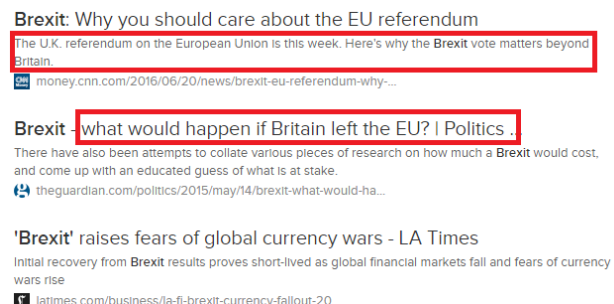 Brexit: Why you should care about the EU referendum
The U.K. referendum on the European Union is this week. Here's why the Brexit vote matters beyond
Britain.
money.cnn.com/2016/06/20/news/brexit-eu-referendum-why-...
Brexit - what would happen if Britain left the EU? | Politics ...
There have also been attempts to collate various pieces of research on how much a Brexit would cost,
and come up with an educated guess of what is at stake.
theguardian.com/politics/2015/may/14/brexit-what-would-ha...
'Brexit' raises fears of global currency wars - LA Times
Initial recovery from Brexit results proves short-lived as global financial markets fall and fears of currency
wars rise
latimes.com/business/la-fi-brexit-currency-fallout-20